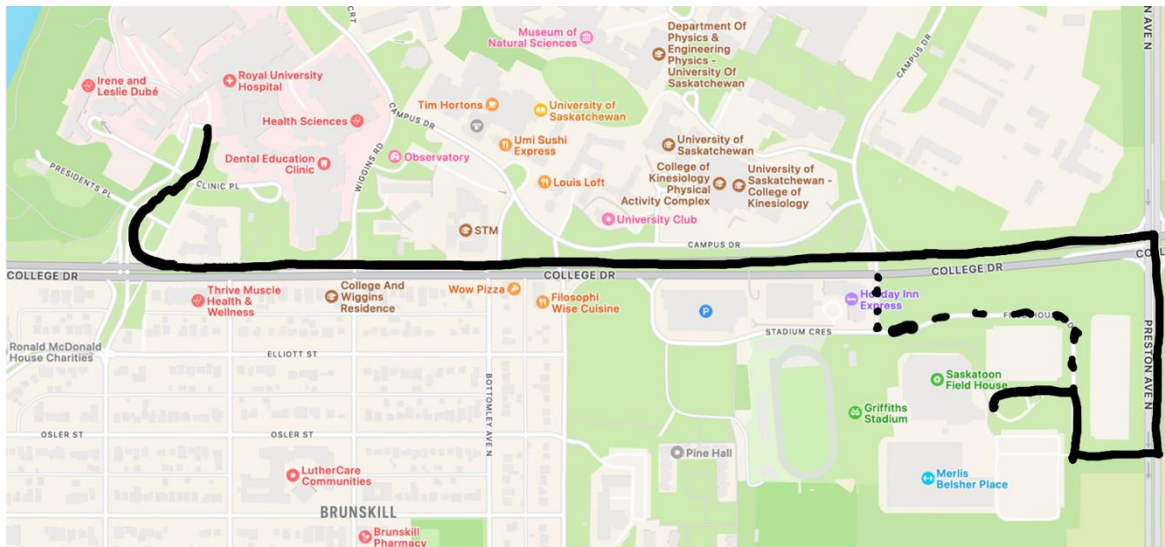 CRT
Museum of
Natural Sciences
Department Of
Physics &
Engineering
Physics -
University Of
Saskatchewan
CAMPUS DR
N AVE N
Irene and
Leslie Dubé
Royal University
Hospital
Health Sciences
Tim Hortons
University of
Saskatchewan
CAMPUS DR
Umi Sushi
Express
University of
Saskatchewan
Dental Education
Clinic
WIGGINS RD
Observatory
PRESIDENTS PL
CLINIC PL
Louis Loft
College of
Kinesiology
Physical
Activity Complex
University of
Saskatchewan -
College of
Kinesiology
University Club
STM
CAMPUS DR
COLLEGE DR
COLLEGE DR
COLLEGE DR
Thrive Muscle
Health &
Wellness
College And
Wiggins
Residence
Wow Pizza
Filosophi
Wise Cuisine
P
Express
STADIUM CRES
PRESTON AVE N
Ronald McDonald
House Charities
ELLIOTT ST
BOTTOMLEY AVE N
Saskatoon
Field House
Griffiths
Stadium
OSLER ST
OSLER ST
Pine Hall
LutherCare
Communities
Merlis
Belsher Place
BRUNSKILL
Brunskill
Pharmacy